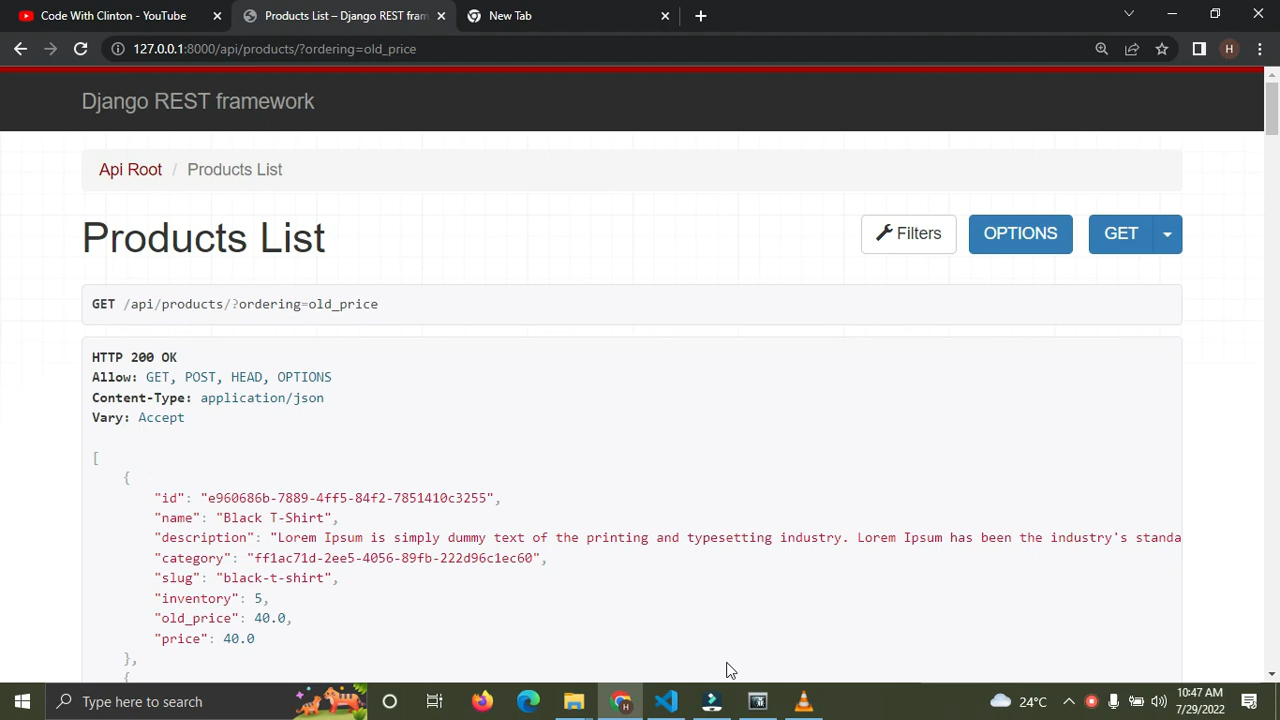 Code With Clinton - YouTube
Products List – Django REST fram
New Tab
127.0.0.1:8000/api/products/?ordering=old_price
H
Django REST framework
Api Root / Products List
Products List
Filters
OPTIONS
GET
GET /api/products/?ordering=old_price
HTTP 200 OK
Allow: GET, POST, HEAD, OPTIONS
Content-Type: application/json
Vary: Accept
[
{
"id": "e960686b-7889-4ff5-84f2-7851410c3255",
"name": "Black T-Shirt",
"description": "Lorem Ipsum is simply dummy text of the printing and typesetting industry. Lorem Ipsum has been the industry's standa
"category": "ff1ac71d-2ee5-4056-89fb-222d96c1ec60",
"slug": "black-t-shirt",
"inventory": 5,
"old_price": 40.0,
"price": 40.0
},
{
Type here to search
24°C
10:47 AM
7/29/2022